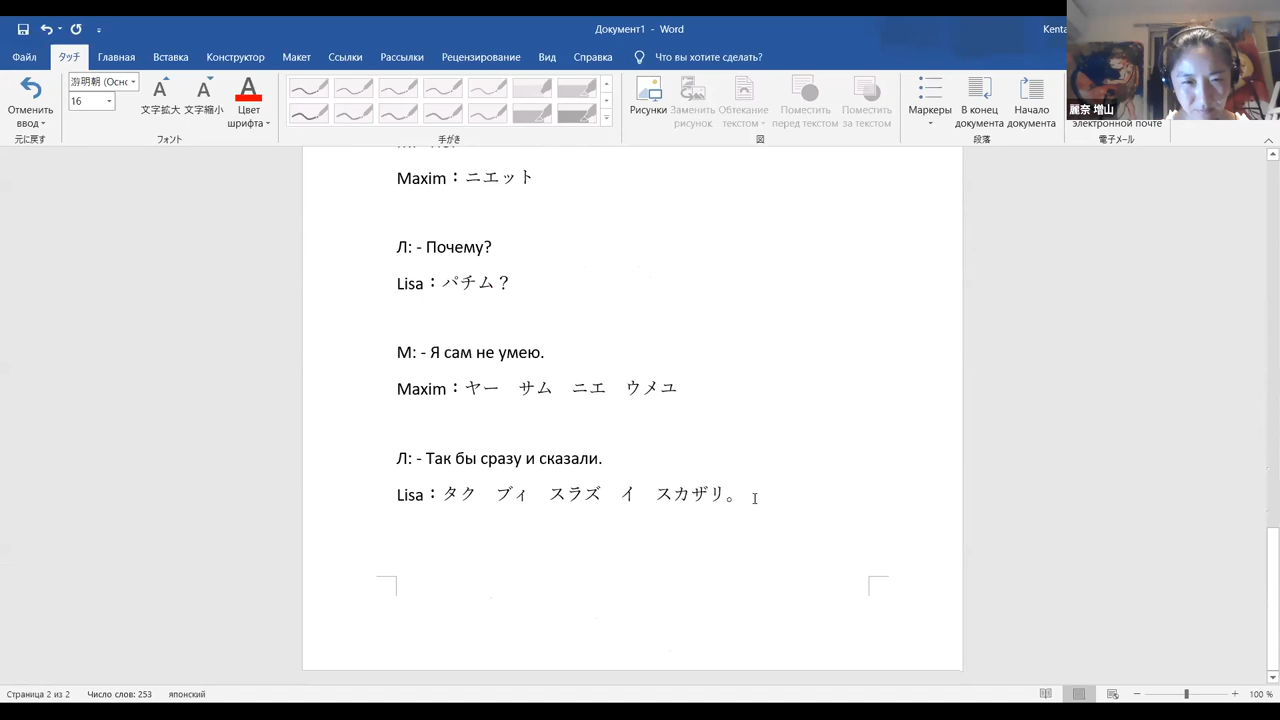 Документ1 - Word
Kenta
Файл タッチ Главная Вставка Конструктор Макет Ссылки Рассылки Рецензирование Вид Справка Что вы хотите сделать?
游明朝 (Оснс
16
Отменить ввод
文字拡大 文字縮小
Цвет шрифта
Рисунки
Заменить рисунок
Обтекание текстом
Поместить перед текстом
Поместить за текстом
Маркеры
В конец документа
Начало документа
электронной почте
元に戻す フォント 手がき 図 段落 電子メール
麗奈 増山
Maxim：ニエット
Л: - Почему?
Lisa：パチム？
М: - Я сам не умею.
Maxim：ヤー　サム　ニエ　ウメユ
Л: - Так бы сразу и сказали.
Lisa：タク　ブィ　スラズ　イ　スカザリ。
Страница 2 из 2 Число слов: 253 японский 100 %